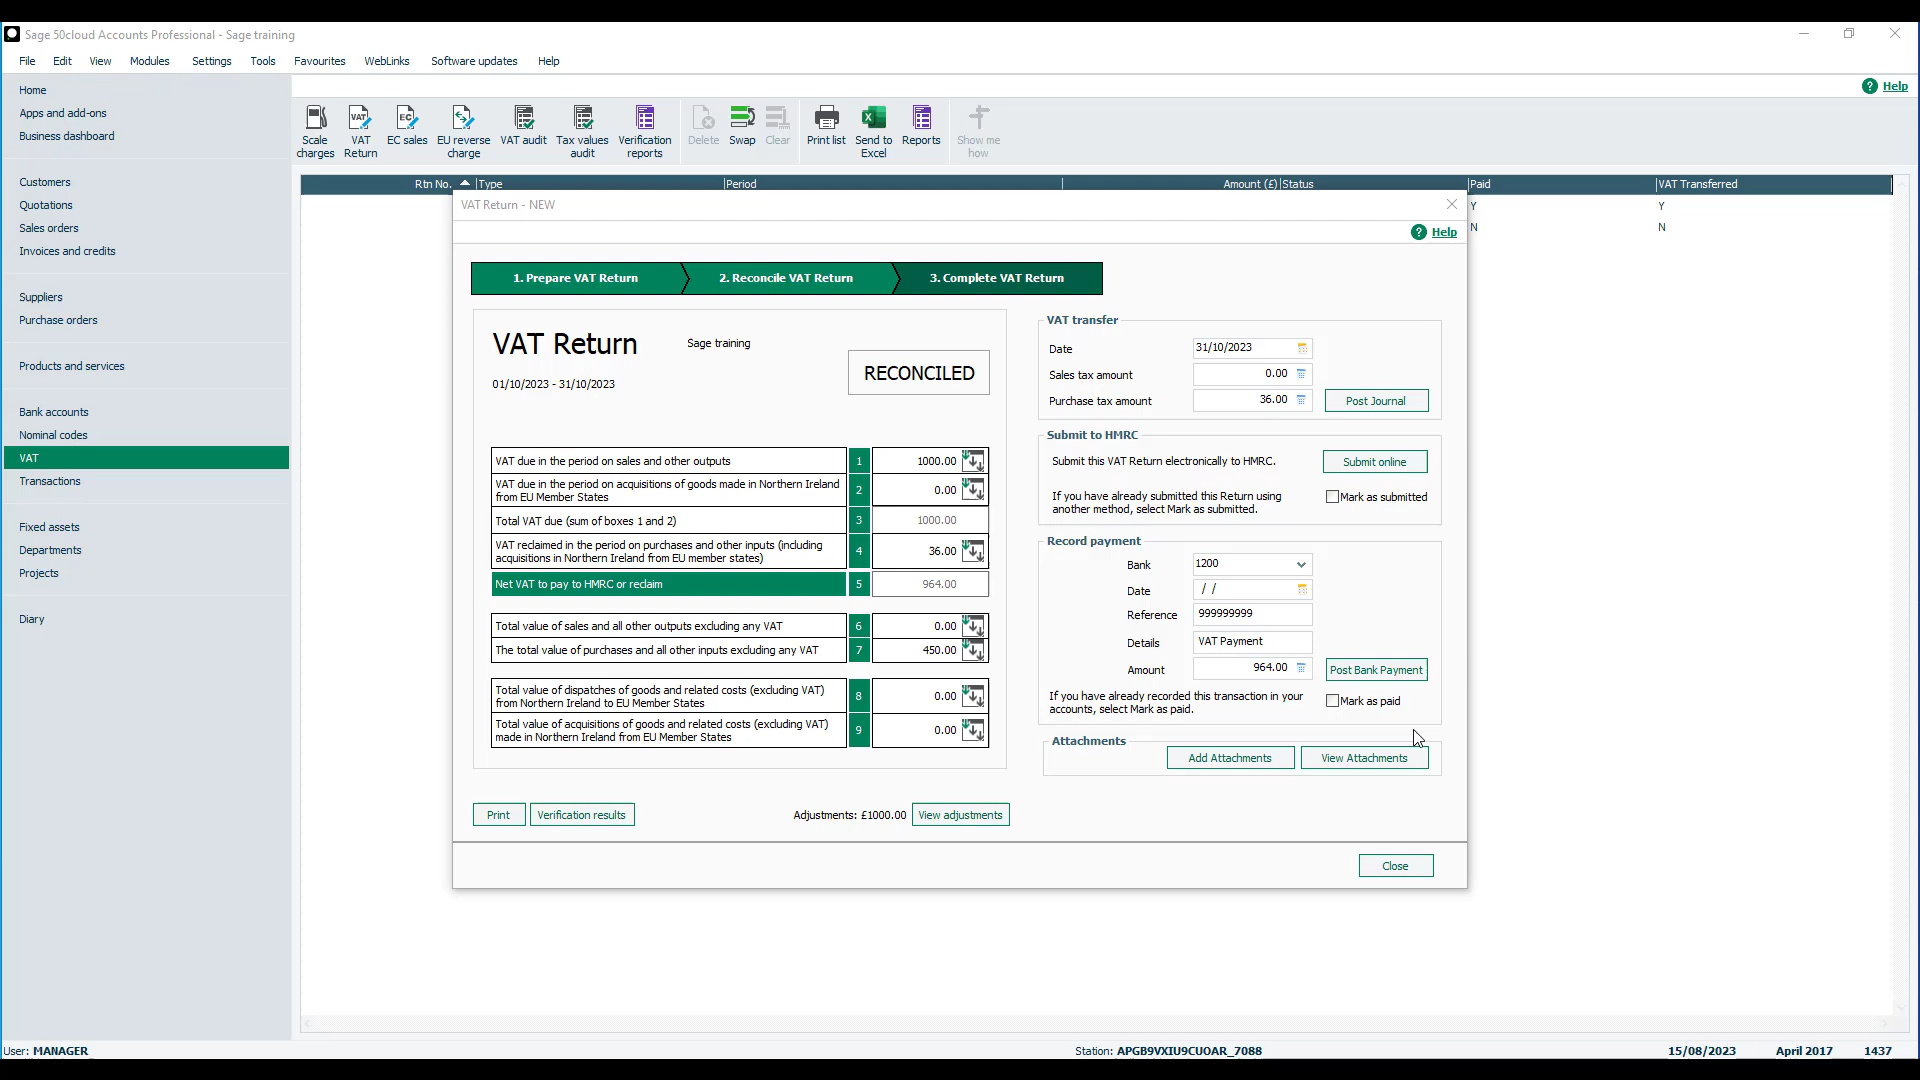 Sage 50cloud Accounts Professional - Sage training
File Edit View Modules Settings Tools Favourites WebLinks Software updates Help
Home
Apps and add-ons
Business dashboard
Customers
Quotations
Sales orders
Invoices and credits
Suppliers
Purchase orders
Products and services
Bank accounts
Nominal codes
VAT
Transactions
Fixed assets
Departments
Projects
Diary
Help
Scale charges
VAT Return
EC sales
EU reverse charge
VAT audit
Tax values audit
Verification reports
Delete
Swap
Clear
Print list
Send to Excel
Reports
Show me how
Rtn No. Type Period Amount (£) Status Paid VAT Transferred
Y Y
N N
VAT Return - NEW
Help
1. Prepare VAT Return 2. Reconcile VAT Return 3. Complete VAT Return
VAT Return Sage training
01/10/2023 - 31/10/2023
RECONCILED
VAT due in the period on sales and other outputs 1 1000.00
VAT due in the period on acquisitions of goods made in Northern Ireland
from EU Member States 2 0.00
Total VAT due (sum of boxes 1 and 2) 3 1000.00
VAT reclaimed in the period on purchases and other inputs (including
acquisitions in Northern Ireland from EU member states) 4 36.00
Net VAT to pay to HMRC or reclaim 5 964.00
Total value of sales and all other outputs excluding any VAT 6 0.00
The total value of purchases and all other inputs excluding any VAT 7 450.00
Total value of dispatches of goods and related costs (excluding VAT)
from Northern Ireland to EU Member States 8 0.00
Total value of acquisitions of goods and related costs (excluding VAT)
made in Northern Ireland from EU Member States 9 0.00
Print Verification results Adjustments: £1000.00 View adjustments
VAT transfer
Date 31/10/2023
Sales tax amount 0.00
Purchase tax amount 36.00 Post Journal
Submit to HMRC
Submit this VAT Return electronically to HMRC. Submit online
If you have already submitted this Return using
another method, select Mark as submitted. Mark as submitted
Record payment
Bank 1200
Date / /
Reference 999999999
Details VAT Payment
Amount 964.00 Post Bank Payment
If you have already recorded this transaction in your
accounts, select Mark as paid. Mark as paid
Attachments
Add Attachments View Attachments
Close
User: MANAGER Station: APGB9VXIU9CUOAR_7088 15/08/2023 April 2017 1437